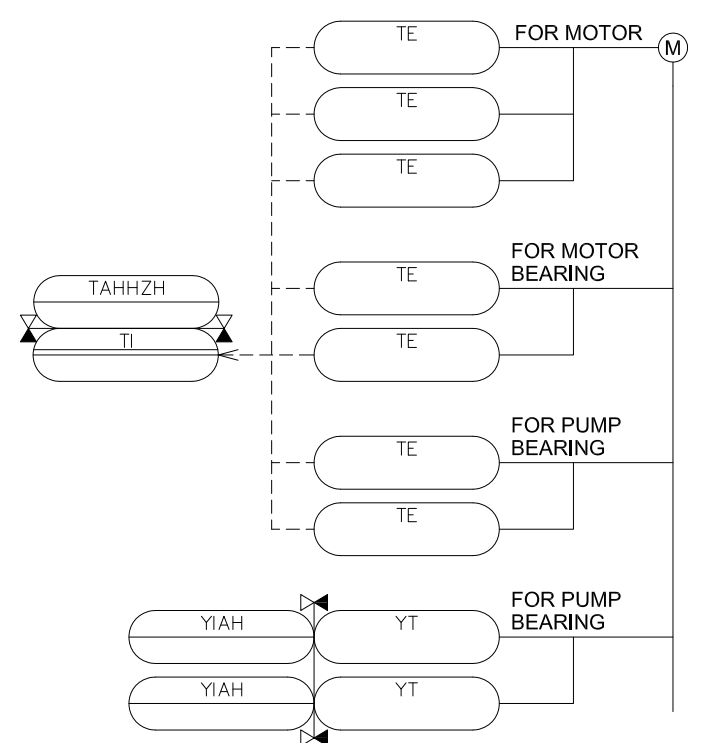 TE
FOR MOTOR
M
TE
TE
FOR MOTOR
BEARING
TAHHZH
TE
TI
TE
FOR PUMP
BEARING
TE
TE
FOR PUMP
BEARING
YIAH
YT
YIAH
YT